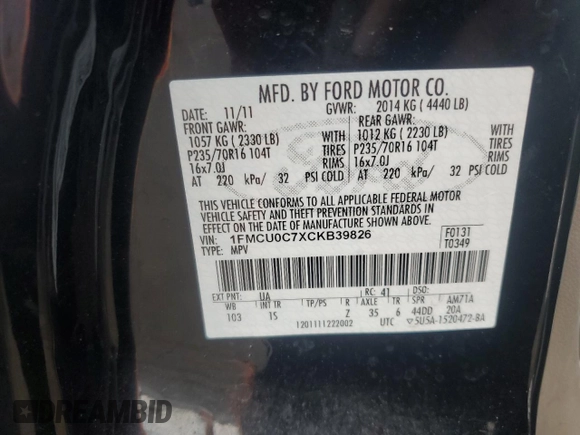 MFD. BY FORD MOTOR CO.
DATE: 11/11 GVWR: 2014 KG ( 4440 LB)
FRONT GAWR: REAR GAWR:
1057 KG ( 2330 LB) WITH 1012 KG ( 2230 LB) WITH
P235/70R16 104T TIRES P235/70R16 104T TIRES
16x7.0J RIMS 16x7.0J RIMS
AT 220 kPa/ 32 PSI COLD AT 220 kPa/ 32 PSI COLD
THIS VEHICLE CONFORMS TO ALL APPLICABLE FEDERAL MOTOR
VEHICLE SAFETY AND THEFT PREVENTION STANDARDS IN
EFFECT ON THE DATE OF MANUFACTURE SHOWN ABOVE.
VIN: 1FMCU0C7XCKB39826 F0131
TYPE: MPV T0349
EXT PNT: UA RC: 41 DSO:
WB INT TR TP/PS R AXLE TR SPR AM71A
103 15 Z 35 6 44DD 20A
1201111222002 UTC 5U5A-1520472-BA
Ford
DREAMBID